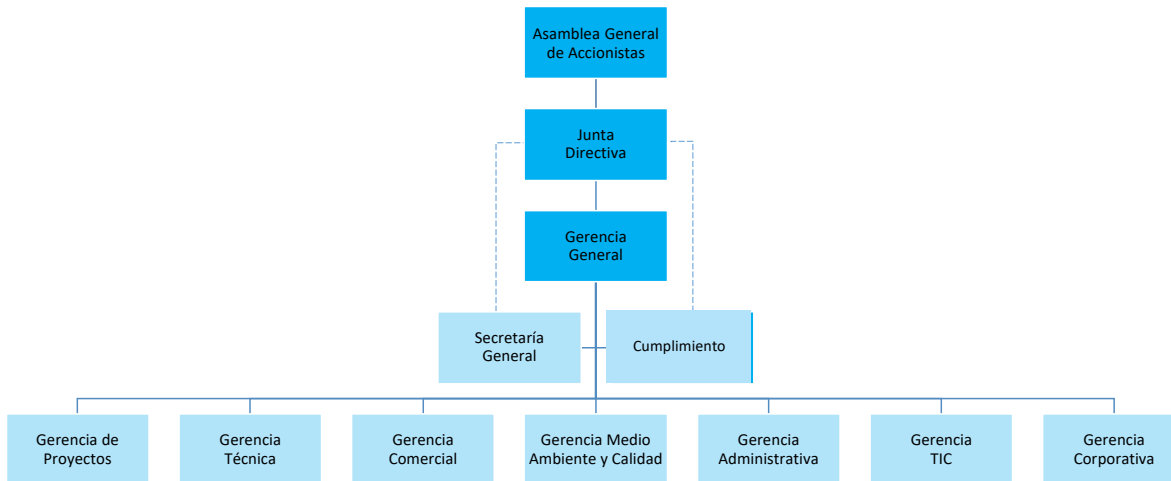 Asamblea General
de Accionistas
Junta
Directiva
Gerencia
General
Secretaría
General
Cumplimiento
Gerencia de
Proyectos
Gerencia
Técnica
Gerencia
Comercial
Gerencia Medio
Ambiente y Calidad
Gerencia
Administrativa
Gerencia
TIC
Gerencia
Corporativa